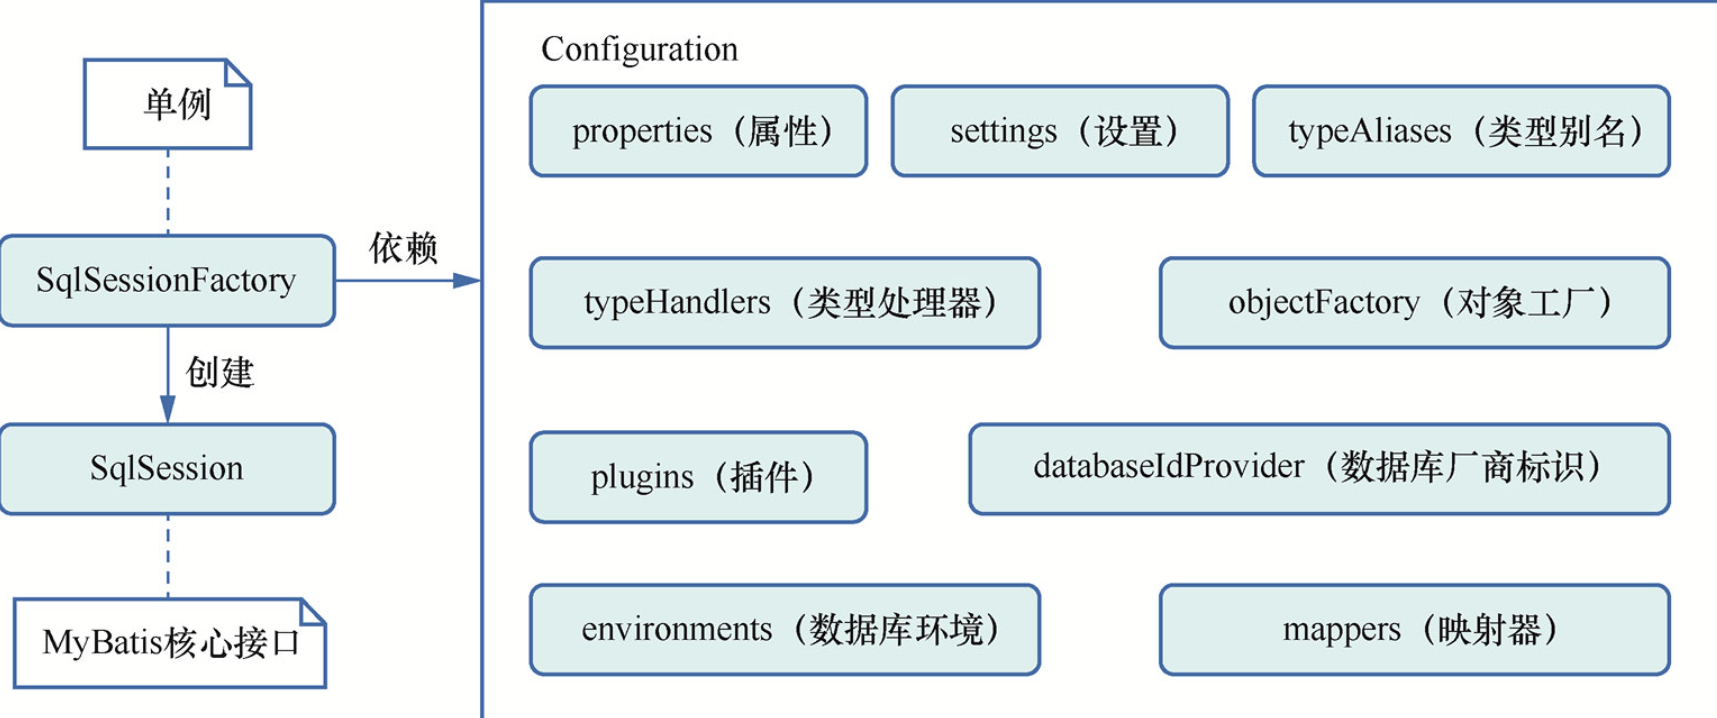 单例
SqlSessionFactory
依赖
创建
SqlSession
MyBatis核心接口
Configuration
properties（属性）
settings（设置）
typeAliases（类型别名）
typeHandlers（类型处理器）
objectFactory（对象工厂）
plugins（插件）
databaseIdProvider（数据库厂商标识）
environments（数据库环境）
mappers（映射器）